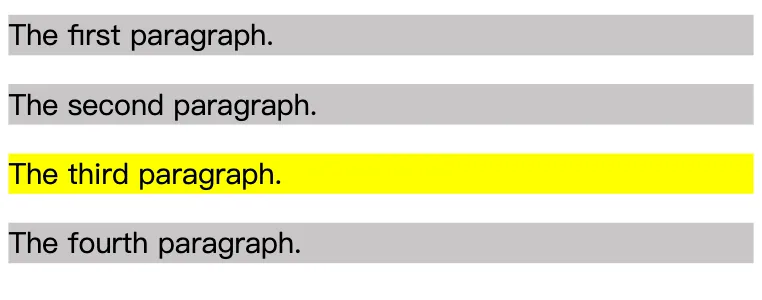 The first paragraph.
The second paragraph.
The third paragraph.
The fourth paragraph.